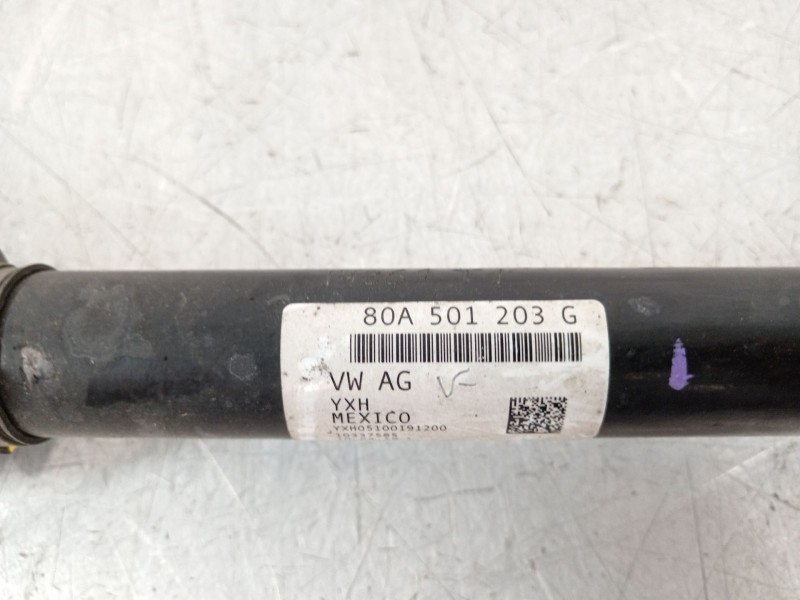 80A 501 203 G
VW AG
YXH
MEXICO
YXH05100191200